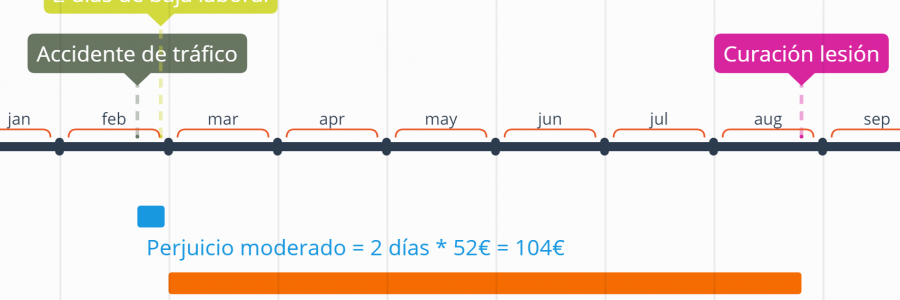 2 días de baja laboral
Accidente de tráfico
Curación lesión
jan feb mar apr may jun jul aug sep
Perjuicio moderado = 2 días * 52€ = 104€